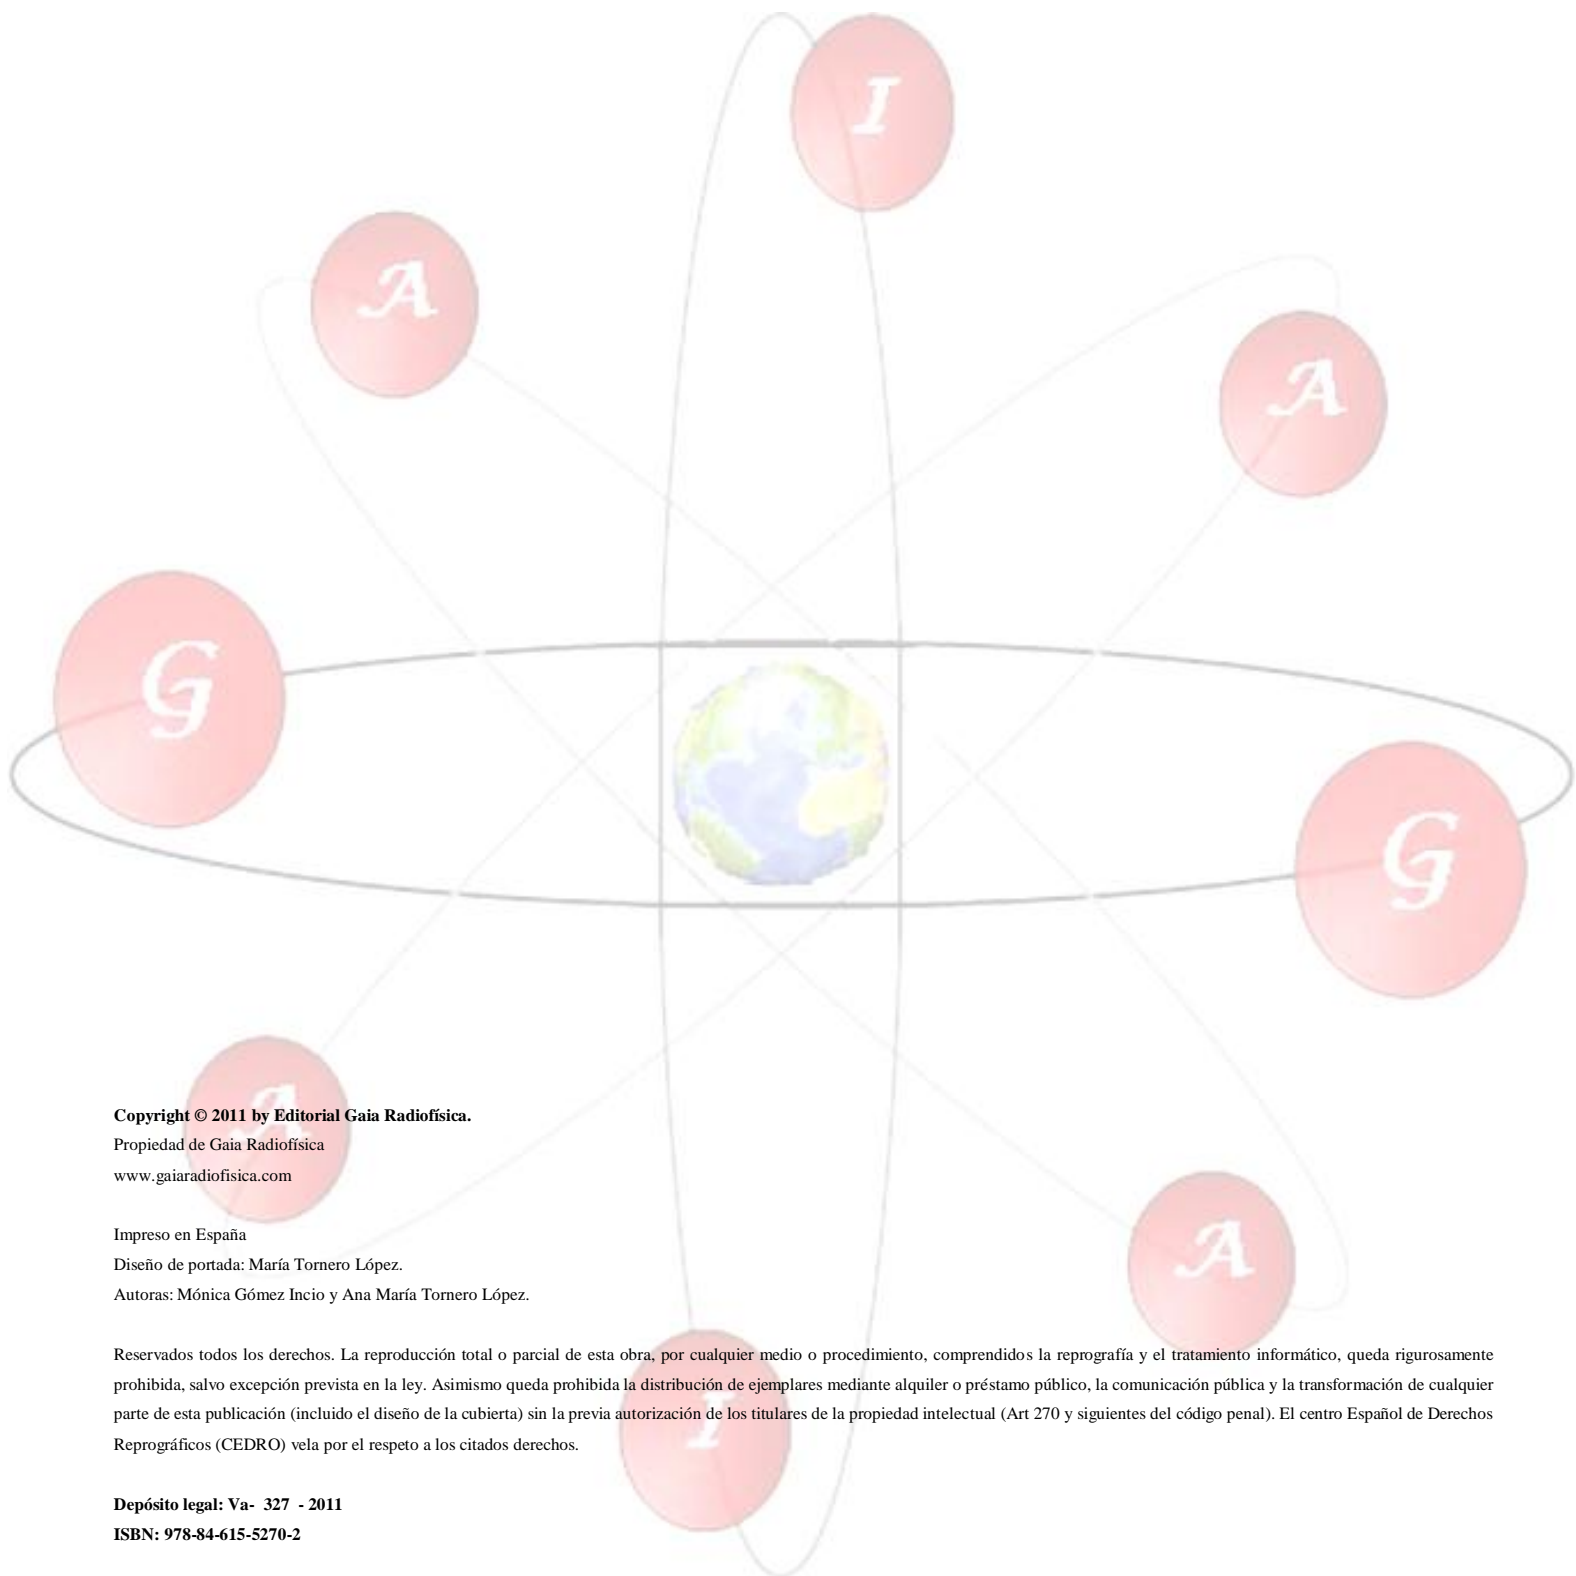 I
A
A
G
G
A
Copyright © 2011 by Editorial Gaia Radiofísica.
Propiedad de Gaia Radiofísica
www.gaiaradiofisica.com
Impreso en España
A
Diseño de portada: María Tornero López.
Autoras: Mónica Gómez Incio y Ana María Tornero López.
Reservados todos los derechos. La reproducción total o parcial de esta obra, por cualquier medio o procedimiento, comprendidos la reprografía y el tratamiento informático, queda rigurosamente
prohibida, salvo excepción prevista en la ley. Asimismo queda prohibida la distribución de ejemplares mediante alquiler o préstamo público, la comunicación pública y la transformación de cualquier
parte de esta publicación (incluido el diseño de la cubierta) sin la previa autorización de los titulares de la propiedad intelectual (Art 270 y siguientes del código penal). El centro Español de Derechos
I
Reprográficos (CEDRO) vela por el respeto a los citados derechos.
Depósito legal: Va- 327 - 2011
ISBN: 978-84-615-5270-2